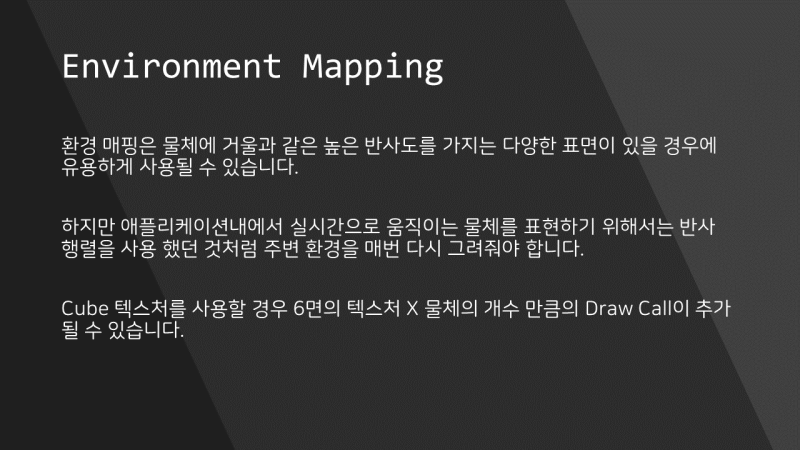 Environment Mapping
환경 매핑은 물체에 거울과 같은 높은 반사도를 가지는 다양한 표면이 있을 경우에
유용하게 사용될 수 있습니다.
하지만 애플리케이션내에서 실시간으로 움직이는 물체를 표현하기 위해서는 반사
행렬을 사용 했던 것처럼 주변 환경을 매번 다시 그려줘야 합니다.
Cube 텍스처를 사용할 경우 6면의 텍스처 X 물체의 개수 만큼의 Draw Call이 추가
될 수 있습니다.